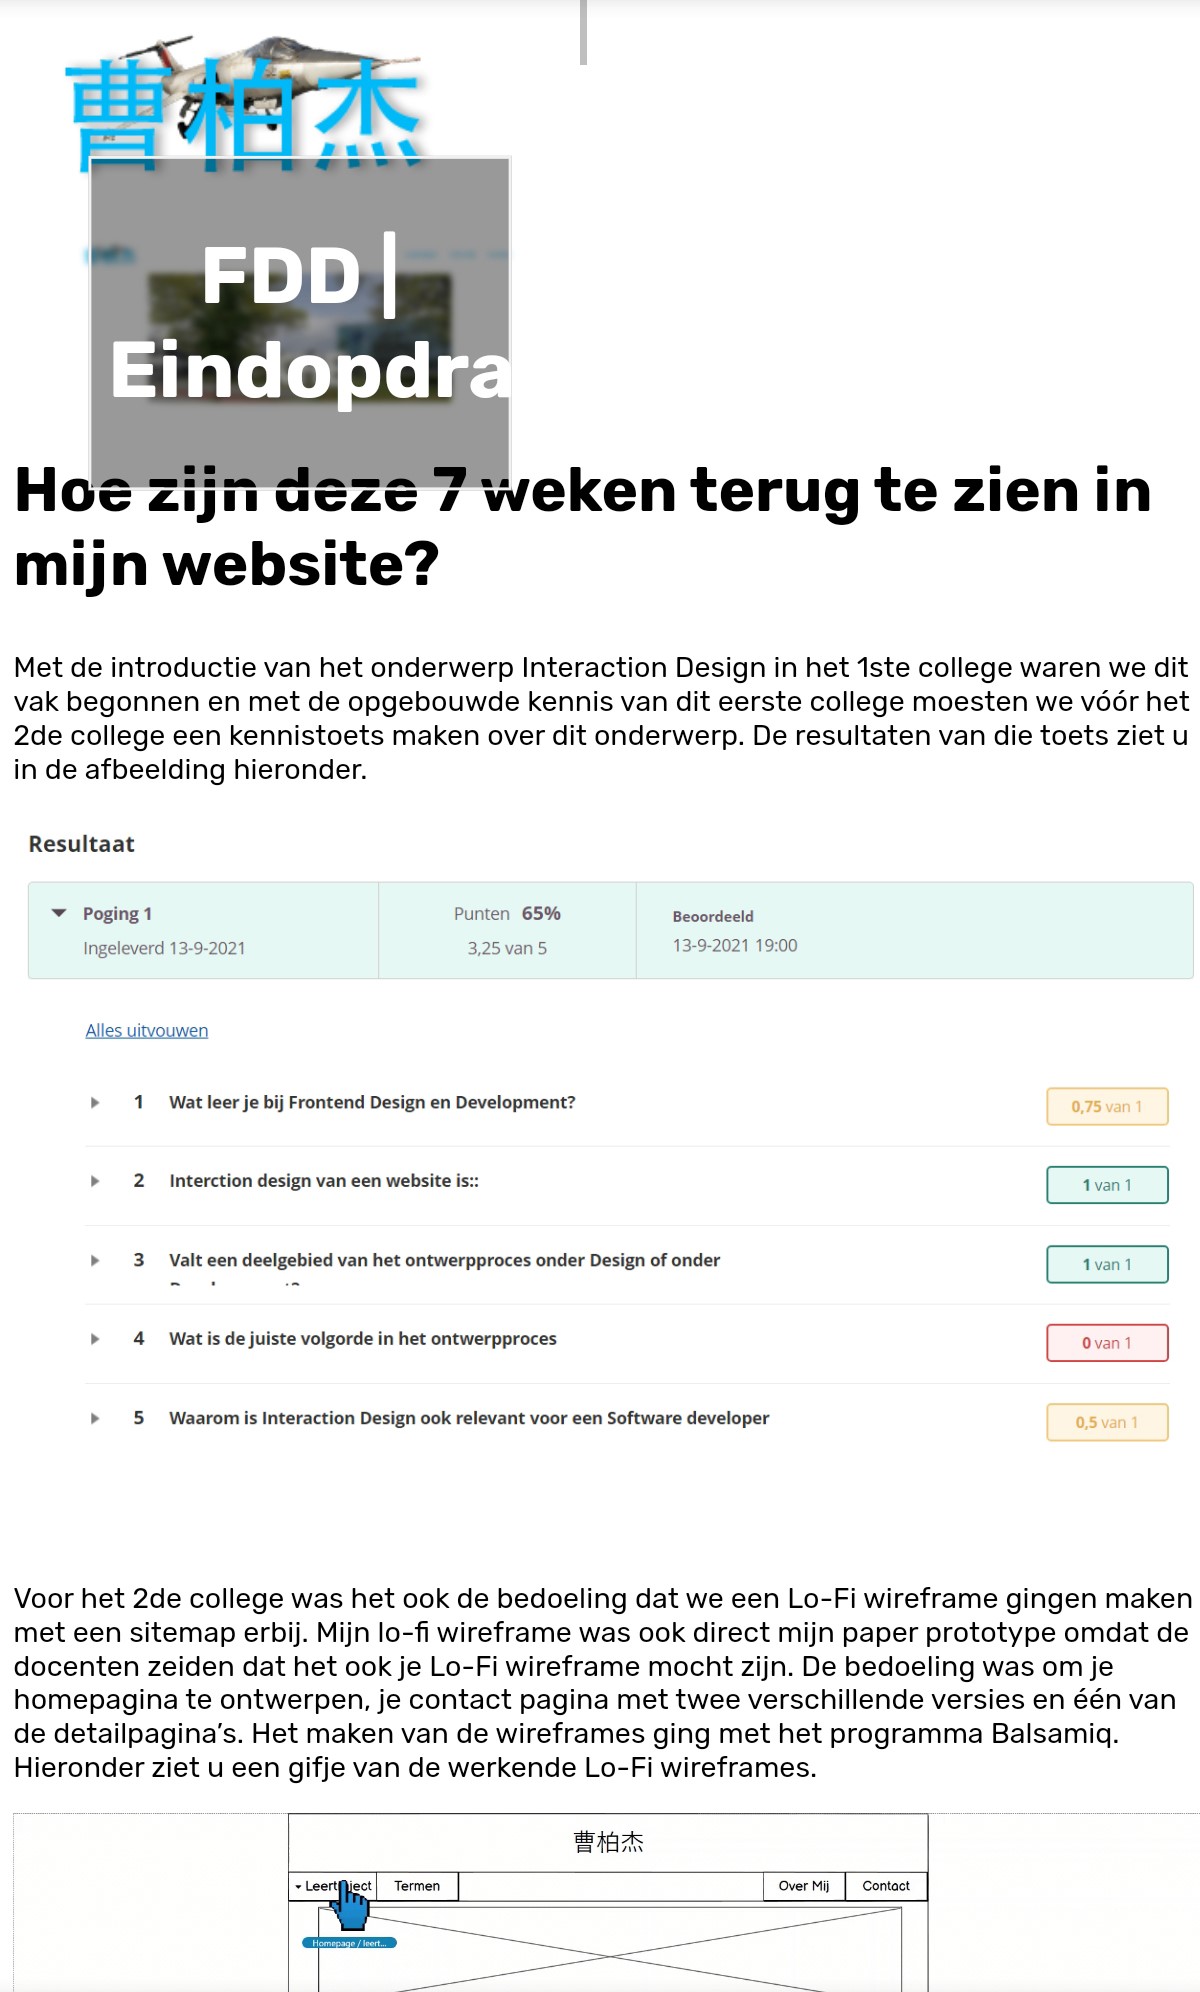 曹柏杰
FDD |
Eindopdra
Hoe zijn deze 7 weken terug te zien in
mijn website?
Met de introductie van het onderwerp Interaction Design in het 1ste college waren we dit
vak begonnen en met de opgebouwde kennis van dit eerste college moesten we vóór het
2de college een kennistoets maken over dit onderwerp. De resultaten van die toets ziet u
in de afbeelding hieronder.
Resultaat
Poging 1
Ingeleverd 13-9-2021
Punten 65%
3,25 van 5
Beoordeeld
13-9-2021 19:00
Alles uitvouwen
1 Wat leer je bij Frontend Design en Development? 0,75 van 1
2 Interction design van een website is:: 1 van 1
3 Valt een deelgebied van het ontwerpproces onder Design of onder 1 van 1
4 Wat is de juiste volgorde in het ontwerpproces 0 van 1
5 Waarom is Interaction Design ook relevant voor een Software developer 0,5 van 1
Voor het 2de college was het ook de bedoeling dat we een Lo-Fi wireframe gingen maken
met een sitemap erbij. Mijn lo-fi wireframe was ook direct mijn paper prototype omdat de
docenten zeiden dat het ook je Lo-Fi wireframe mocht zijn. De bedoeling was om je
homepagina te ontwerpen, je contact pagina met twee verschillende versies en één van
de detailpagina's. Het maken van de wireframes ging met het programma Balsamiq.
Hieronder ziet u een gifje van de werkende Lo-Fi wireframes.
曹柏杰
Termen Over Mij Contact
Homepage / leert...